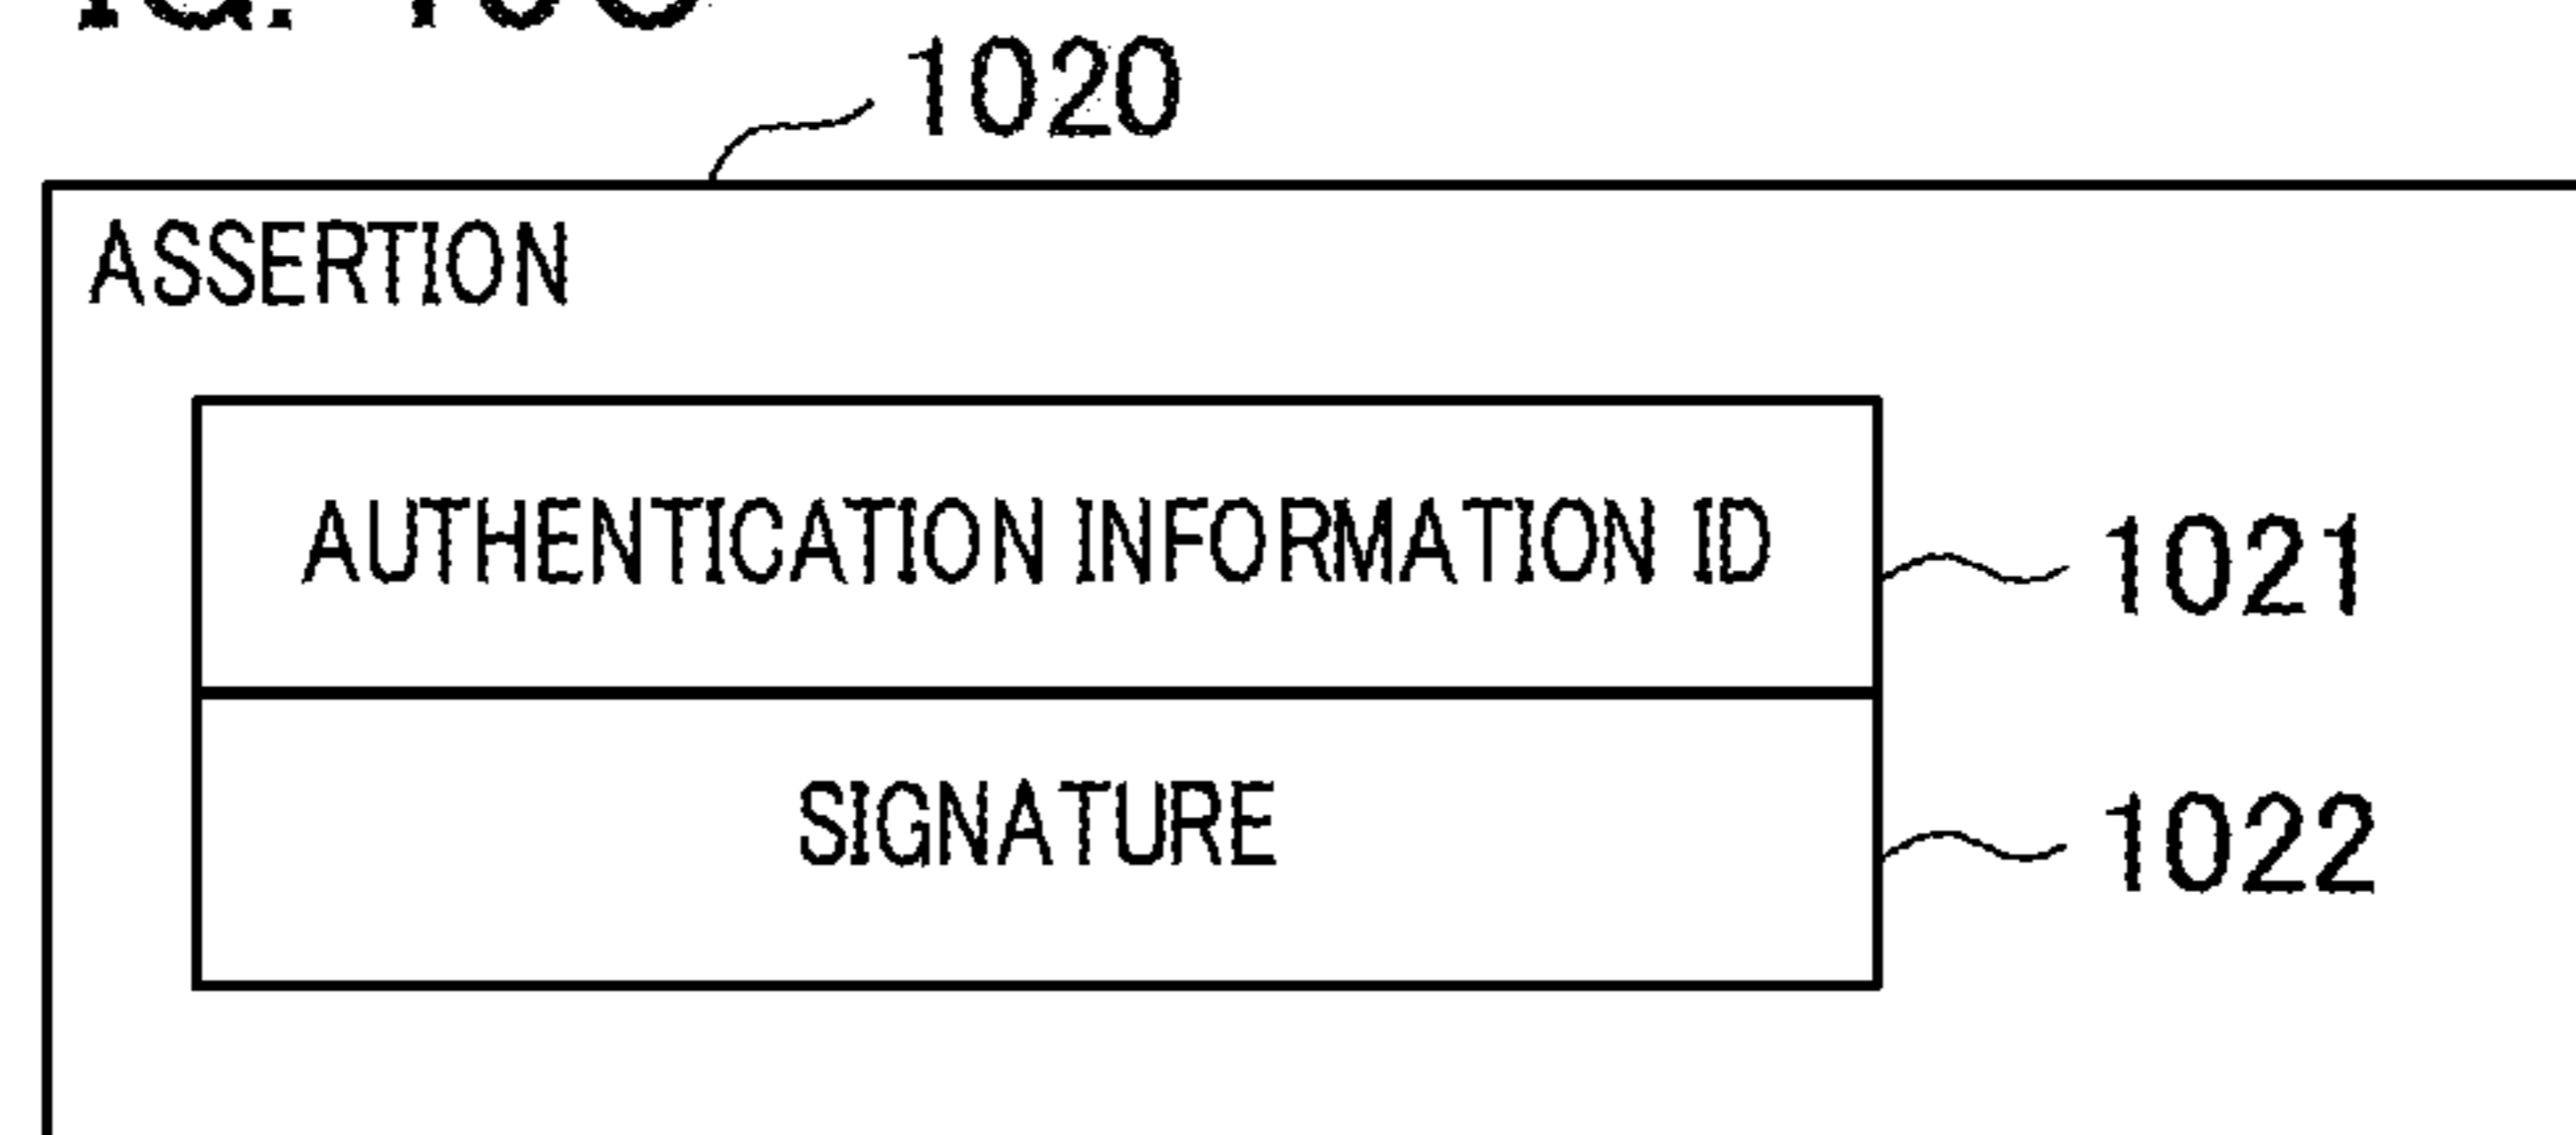 1020
ASSERTION
AUTHENTICATION INFORMATION ID
1021
SIGNATURE
1022